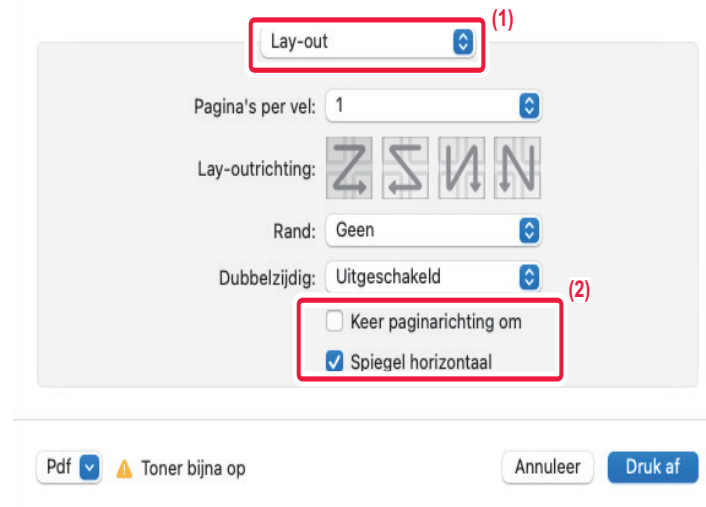 (1)
Lay-out
Pagina's per vel: 1
Lay-outrichting:
Rand: Geen
Dubbelzijdig: Uitgeschakeld
(2)
Keer paginarichting om
Spiegel horizontaal
Pdf Toner bijna op Annuleer Druk af